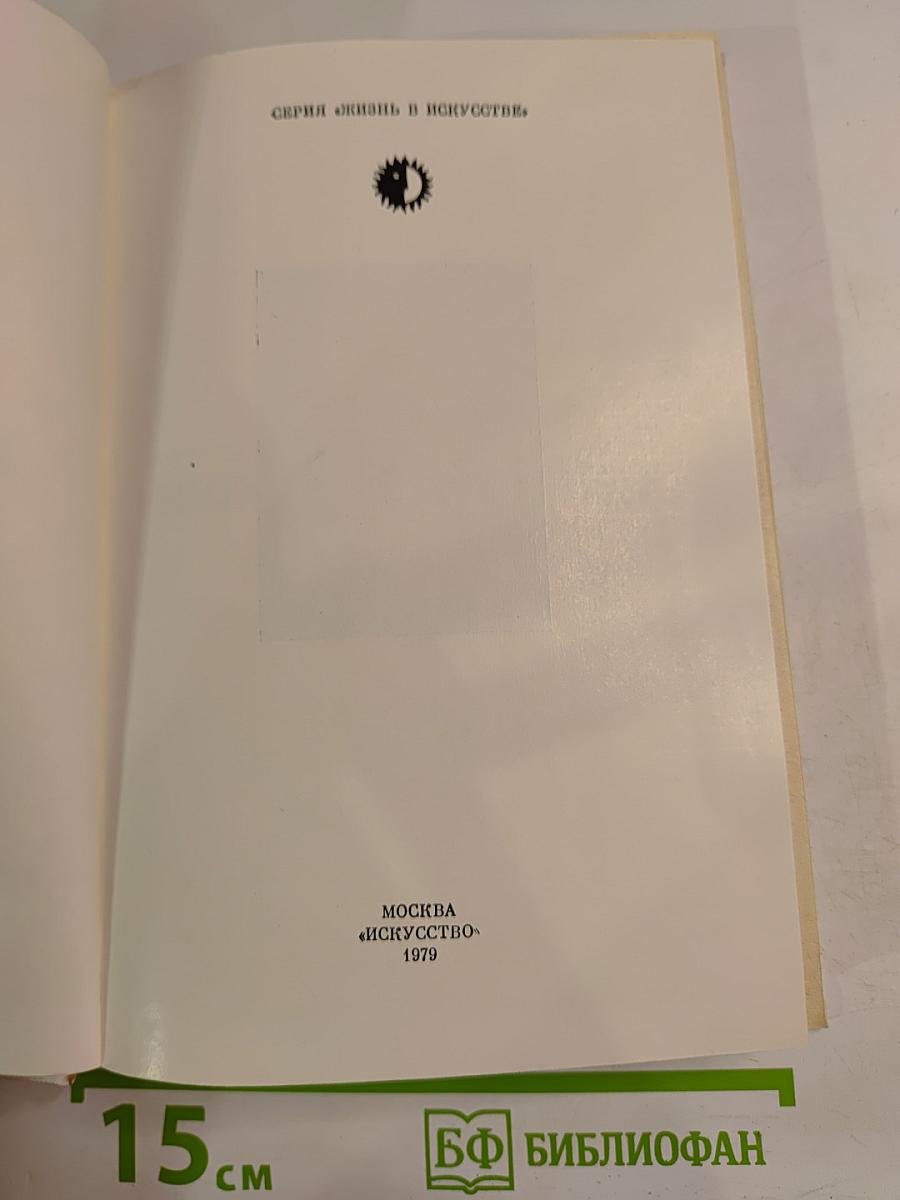 СЕРИЯ «ЖИЗНЬ В ИСКУССТВЕ»
МОСКВА
«ИСКУССТВО»
1979
15 см
БФ БИБЛИОФАН